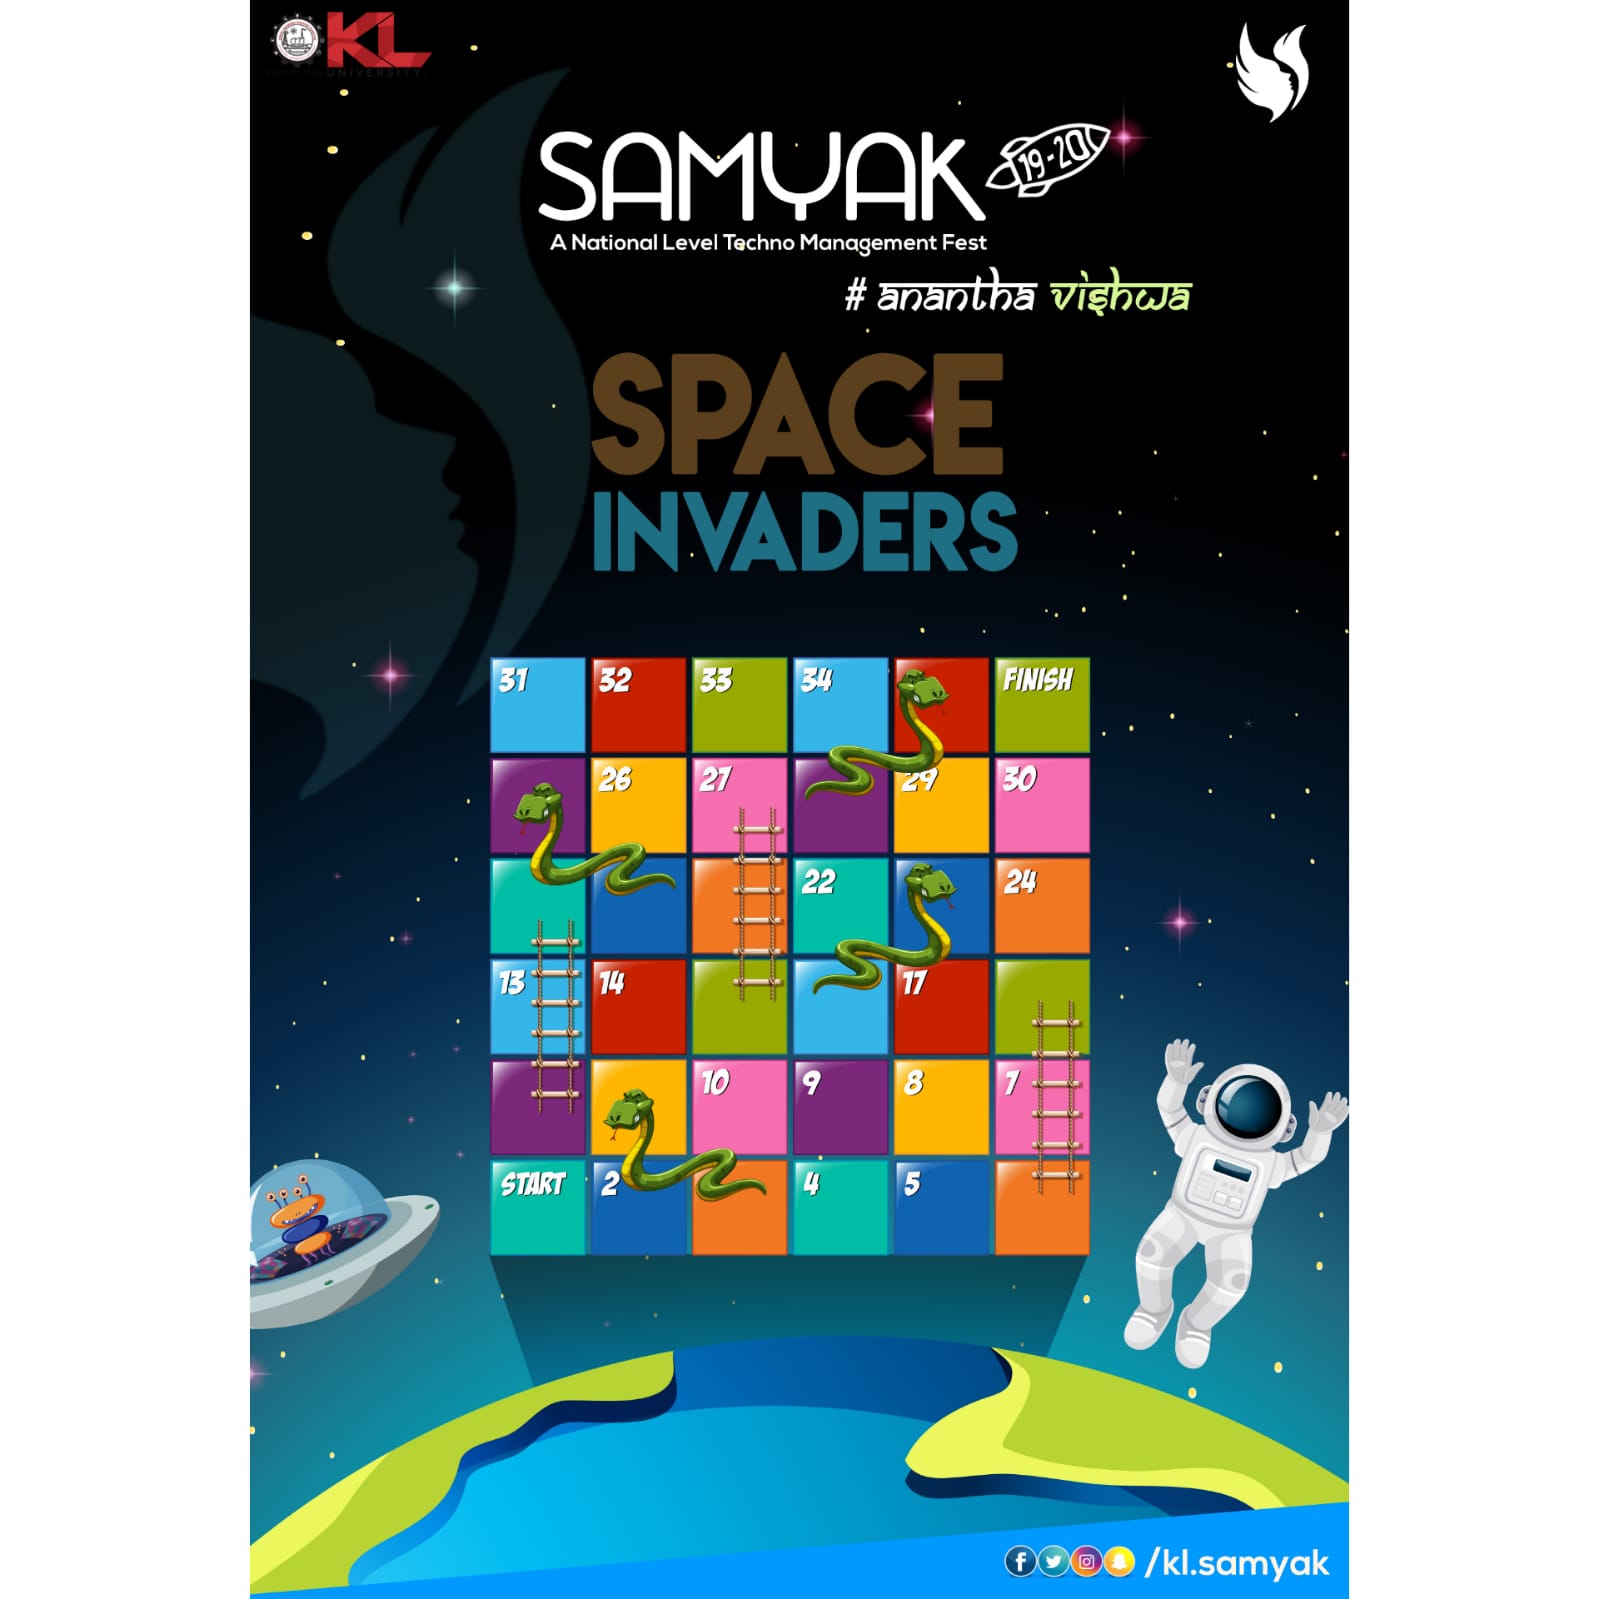 KL
UNIVERSITY
SAMYAK 19-20
A National Level Techno Management Fest
# anantha vishwa
SPACE
INVADERS
31 32 33 34 FINISH
26 27 29 30
22 24
13 14 17
10 9 8 7
START 2 4 5
/kl.samyak